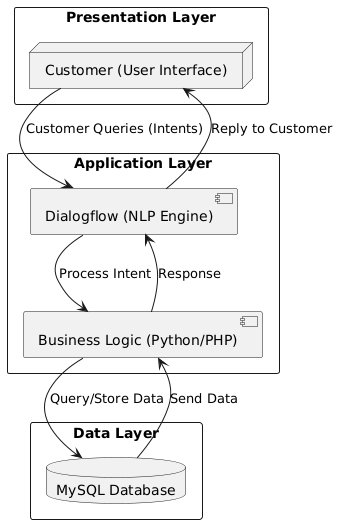 Presentation Layer
Customer (User Interface)
Customer Queries (Intents)
Reply to Customer
Application Layer
Dialogflow (NLP Engine)
Process Intent
Response
Business Logic (Python/PHP)
Query/Store Data
Send Data
Data Layer
MySQL Database